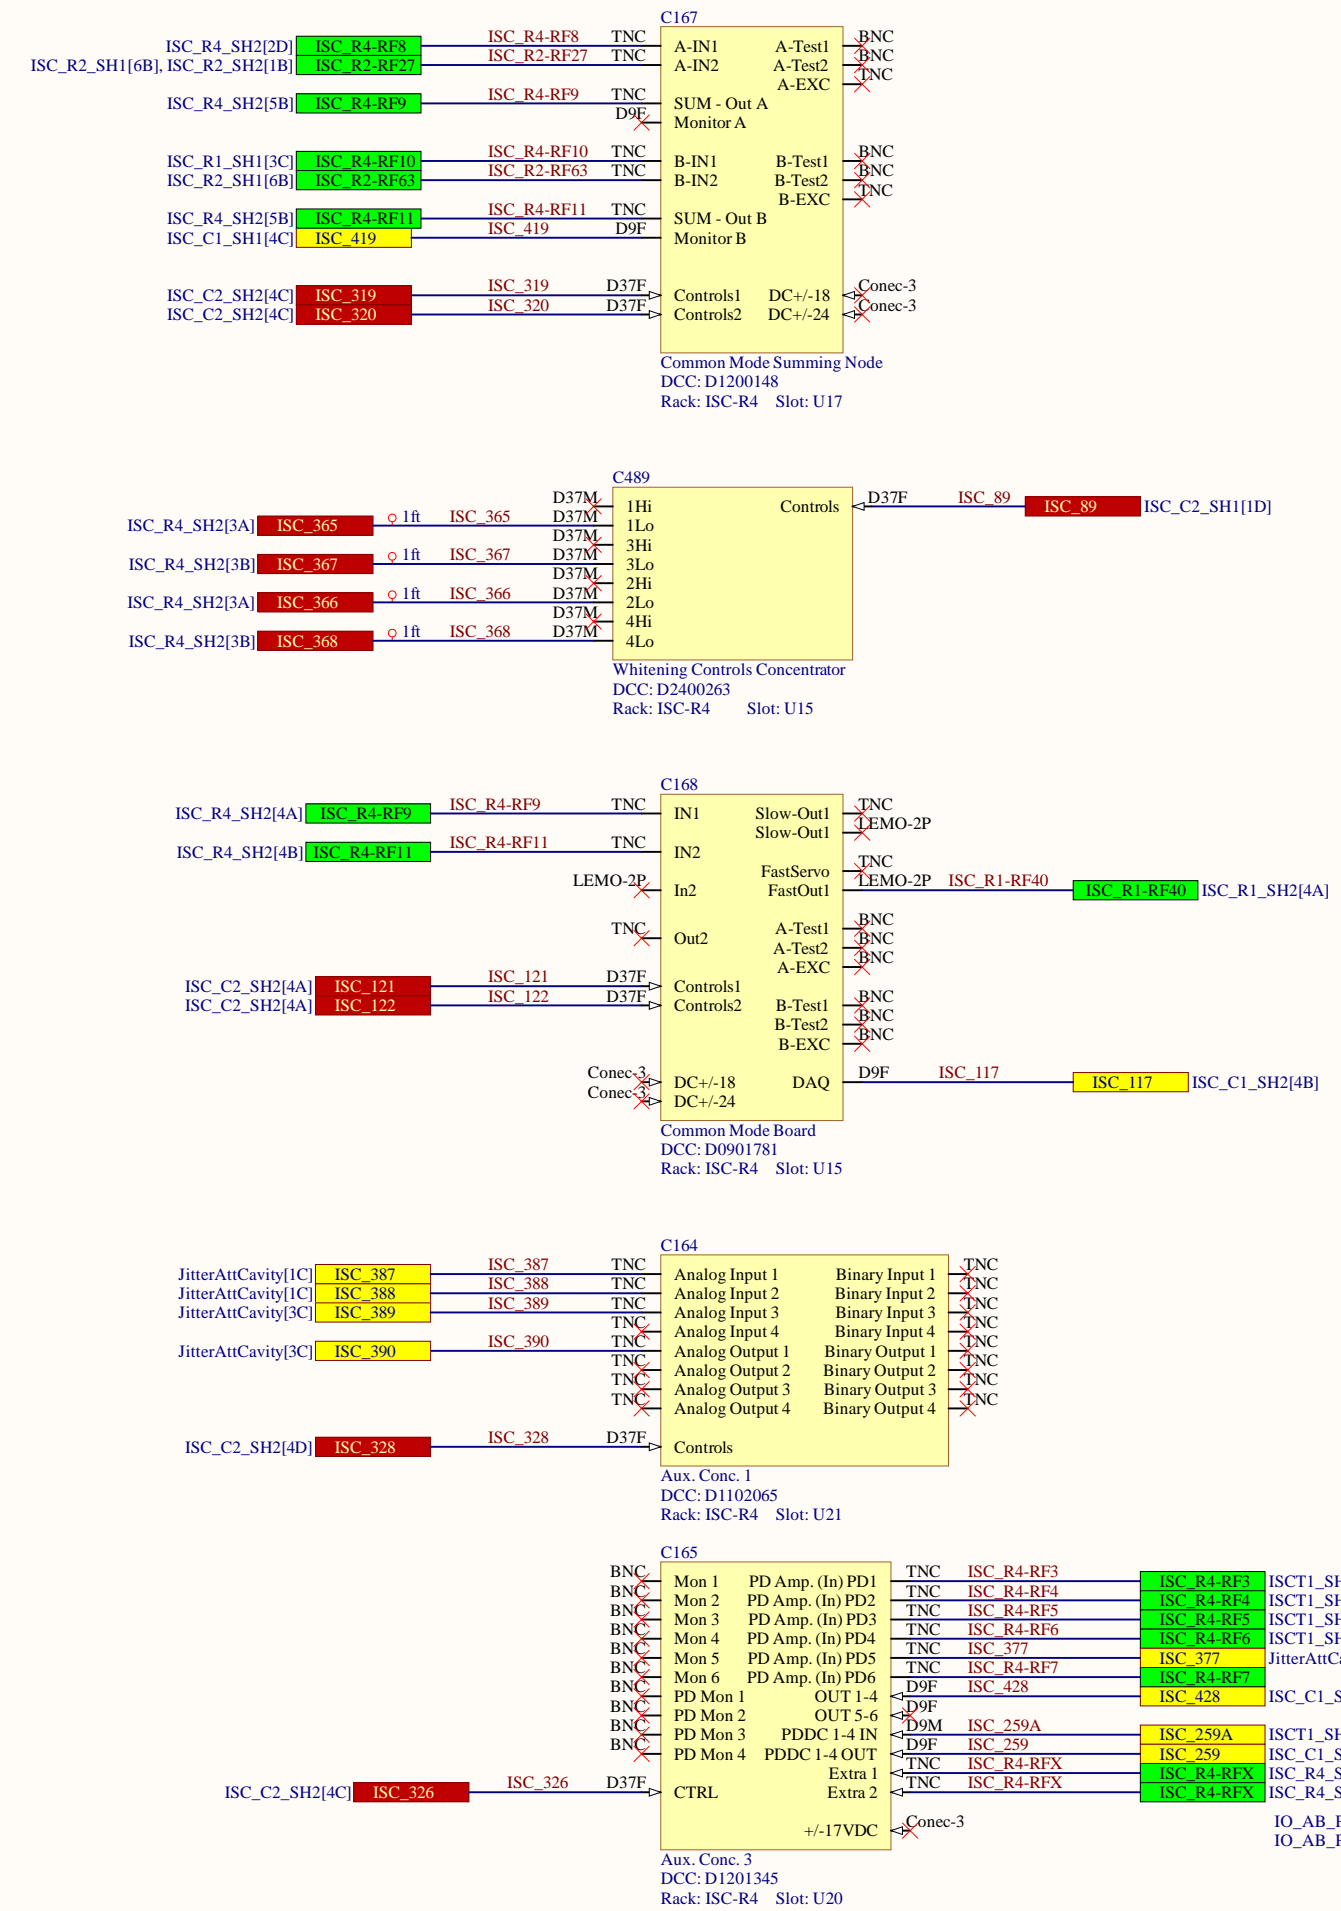 C167
ISC_R4_SH2[2D] ISC_R4-RF8 ISC_R4-RF8 TNC A-IN1 A-Test1 BNC
ISC_R2_SH1[6B], ISC_R2_SH2[1B] ISC_R2-RF27 ISC_R2-RF27 TNC A-IN2 A-Test2 BNC
A-EXC TNC
ISC_R4_SH2[5B] ISC_R4-RF9 ISC_R4-RF9 TNC SUM - Out A
D9F Monitor A
ISC_R1_SH1[3C] ISC_R4-RF10 ISC_R4-RF10 TNC B-IN1 B-Test1 BNC
ISC_R2_SH1[6B] ISC_R2-RF63 ISC_R2-RF63 TNC B-IN2 B-Test2 BNC
B-EXC TNC
ISC_R4_SH2[5B] ISC_R4-RF11 ISC_R4-RF11 TNC SUM - Out B
ISC_C1_SH1[4C] ISC_419 ISC_419 D9F Monitor B
ISC_C2_SH2[4C] ISC_319 ISC_319 D37F Controls1 DC+/-18 Conec-3
ISC_C2_SH2[4C] ISC_320 ISC_320 D37F Controls2 DC+/-24 Conec-3
Common Mode Summing Node
DCC: D1200148
Rack: ISC-R4 Slot: U17
C489
D37M 1Hi Controls D37F ISC_89 ISC_89 ISC_C2_SH1[1D]
ISC_R4_SH2[3A] ISC_365 1ft ISC_365 D37M 1Lo
D37M 3Hi
ISC_R4_SH2[3B] ISC_367 1ft ISC_367 D37M 3Lo
D37M 2Hi
ISC_R4_SH2[3A] ISC_366 1ft ISC_366 D37M 2Lo
D37M 4Hi
ISC_R4_SH2[3B] ISC_368 1ft ISC_368 D37M 4Lo
Whitening Controls Concentrator
DCC: D2400263
Rack: ISC-R4 Slot: U15
C168
ISC_R4_SH2[4A] ISC_R4-RF9 ISC_R4-RF9 TNC IN1 Slow-Out1 TNC
Slow-Out1 LEMO-2P
ISC_R4_SH2[4B] ISC_R4-RF11 ISC_R4-RF11 TNC IN2
FastServo TNC
LEMO-2P In2 FastOut1 LEMO-2P ISC_R1-RF40 ISC_R1-RF40 ISC_R1_SH2[4A]
A-Test1 BNC
TNC Out2
A-Test2 BNC
A-EXC BNC
ISC_C2_SH2[4A] ISC_121 ISC_121 D37F Controls1
ISC_C2_SH2[4A] ISC_122 ISC_122 D37F Controls2 B-Test1 BNC
B-Test2 BNC
B-EXC BNC
Conec-3 DC+/-18 DAQ D9F ISC_117 ISC_117 ISC_C1_SH2[4B]
Conec-3 DC+/-24
Common Mode Board
DCC: D0901781
Rack: ISC-R4 Slot: U15
C164
JitterAttCavity[1C] ISC_387 ISC_387 TNC Analog Input 1 Binary Input 1 TNC
JitterAttCavity[1C] ISC_388 ISC_388 TNC Analog Input 2 Binary Input 2 TNC
JitterAttCavity[3C] ISC_389 ISC_389 TNC Analog Input 3 Binary Input 3 TNC
TNC Analog Input 4 Binary Input 4 TNC
JitterAttCavity[3C] ISC_390 ISC_390 TNC Analog Output 1 Binary Output 1 TNC
TNC Analog Output 2 Binary Output 2 TNC
TNC Analog Output 3 Binary Output 3 TNC
TNC Analog Output 4 Binary Output 4 TNC
ISC_C2_SH2[4D] ISC_328 ISC_328 D37F Controls
Aux. Conc. 1
DCC: D1102065
Rack: ISC-R4 Slot: U21
C165
BNC Mon 1 PD Amp. (In) PD1 TNC ISC_R4-RF3 ISC_R4-RF3 ISCT1_SH
BNC Mon 2 PD Amp. (In) PD2 TNC ISC_R4-RF4 ISC_R4-RF4 ISCT1_SH
BNC Mon 3 PD Amp. (In) PD3 TNC ISC_R4-RF5 ISC_R4-RF5 ISCT1_SH
BNC Mon 4 PD Amp. (In) PD4 TNC ISC_R4-RF6 ISC_R4-RF6 ISCT1_SH
BNC Mon 5 PD Amp. (In) PD5 TNC ISC_377 ISC_377 JitterAttCa
BNC Mon 6 PD Amp. (In) PD6 TNC ISC_R4-RF7 ISC_R4-RF7
BNC PD Mon 1 OUT 1-4 D9F ISC_428 ISC_428 ISC_C1_S
BNC PD Mon 2 OUT 5-6 D9F
BNC PD Mon 3 PDDC 1-4 IN D9M ISC_259A ISC_259A ISCT1_SH
BNC PD Mon 4 PDDC 1-4 OUT D9F ISC_259 ISC_259 ISC_C1_S
Extra 1 TNC ISC_R4-RFX ISC_R4-RFX ISC_R4_S
ISC_C2_SH2[4C] ISC_326 ISC_326 D37F CTRL Extra 2 TNC ISC_R4-RFX ISC_R4-RFX ISC_R4_S
IO_AB_
+/-17VDC Conec-3
IO_AB_
Aux. Conc. 3
DCC: D1201345
Rack: ISC-R4 Slot: U20